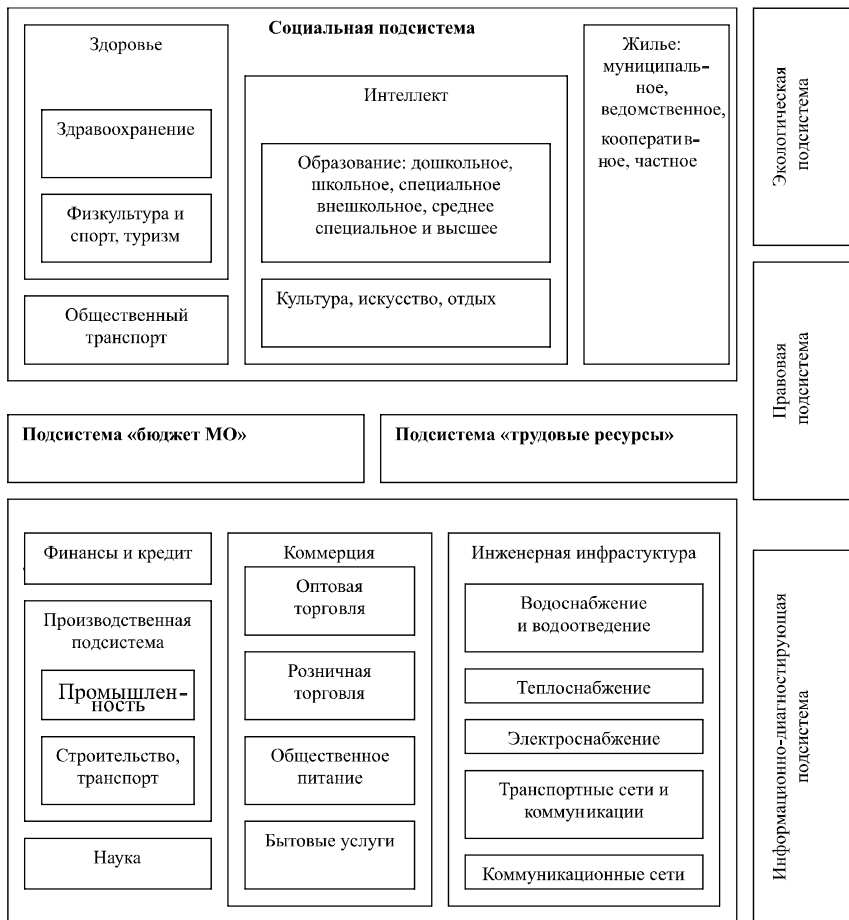 Социальная подсистема
Здоровье
Здравоохранение
Физкультура и
спорт, туризм
Общественный
транспорт
Интеллект
Образование: дошкольное,
школьное, специальное
внешкольное, среднее
специальное и высшее
Культура, искусство, отдых
Жилье:
муниципаль-
ное,
ведомственное,
кооператив-
ное, частное
Экологическая
подсистема
Правовая
подсистема
Подсистема «бюджет МО»
Подсистема «трудовые ресурсы»
Финансы и кредит
Производственная
подсистема
Промышлен-
ность
Строительство,
транспорт
Наука
Коммерция
Оптовая
торговля
Розничная
торговля
Общественное
питание
Бытовые услуги
Инженерная инфрастуктура
Водоснабжение
и водоотведение
Теплоснабжение
Электроснабжение
Транспортные сети и
коммуникации
Коммуникационные сети
Информационно-диагностирующая
подсистема